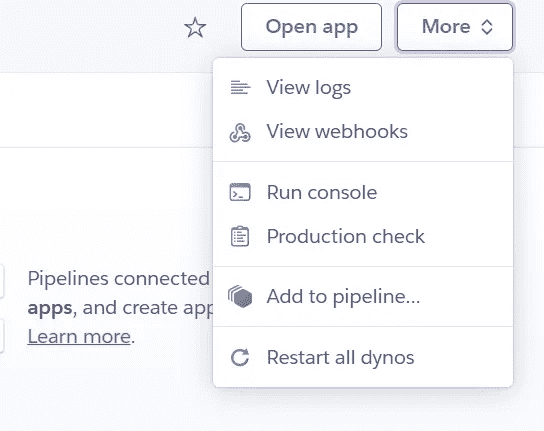 Open app
More
View logs
View webhooks
Run console
Production check
Pipelines connected
Add to pipeline...
apps, and create
Learn more.
Restart all dynos